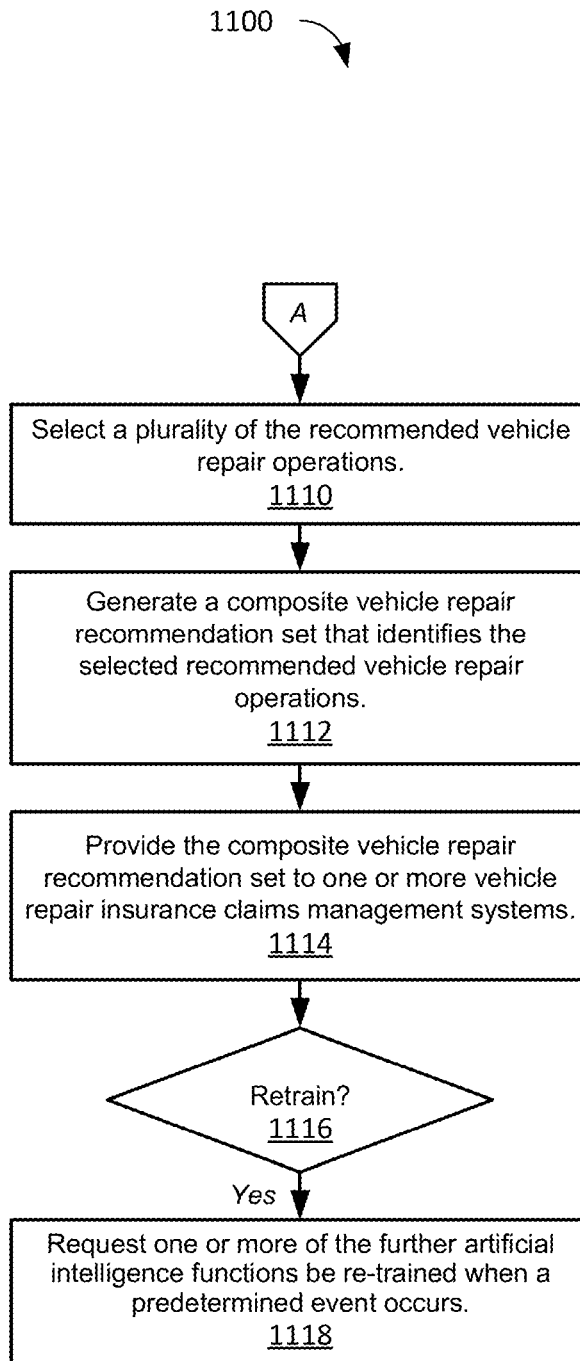 1100
A
Select a plurality of the recommended vehicle
repair operations.
1110
Generate a composite vehicle repair
recommendation set that identifies the
selected recommended vehicle repair
operations.
1112
Provide the composite vehicle repair
recommendation set to one or more vehicle
repair insurance claims management systems.
1114
Retrain?
1116
Yes
Request one or more of the further artificial
intelligence functions be re-trained when a
predetermined event occurs.
1118